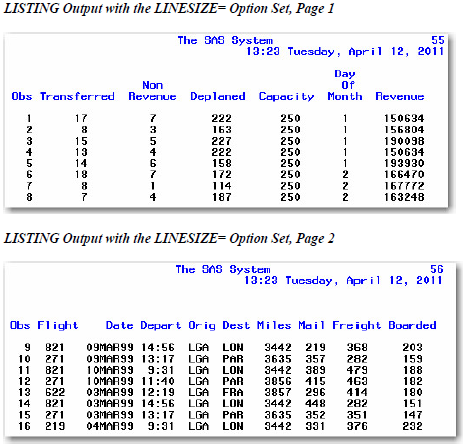 LISTING Output with the LINESIZE= Option Set, Page 1
The SAS System 55
13:23 Tuesday, April 12, 2011
Day
Non Of
Obs Transferred Revenue Deplaned Capacity Month Revenue
1 17 7 222 250 1 150634
2 8 3 163 250 1 156804
3 15 5 227 250 1 190098
4 13 4 222 250 1 150634
5 14 6 158 250 1 193930
6 18 7 172 250 2 166470
7 8 1 114 250 2 167772
8 7 4 187 250 2 163248
LISTING Output with the LINESIZE= Option Set, Page 2
The SAS System 56
13:23 Tuesday, April 12, 2011
Obs Flight Date Depart Orig Dest Miles Mail Freight Boarded
9 821 09MAR99 14:56 LGA LON 3442 219 368 203
10 271 09MAR99 13:17 LGA PAR 3635 357 282 159
11 821 10MAR99 9:31 LGA LON 3442 389 479 188
12 271 10MAR99 11:40 LGA PAR 3856 415 463 182
13 622 03MAR99 12:19 LGA FRA 3857 296 414 180
14 821 03MAR99 14:56 LGA LON 3442 448 282 151
15 271 03MAR99 13:17 LGA PAR 3635 352 351 147
16 219 04MAR99 9:31 LGA LON 3442 331 376 232